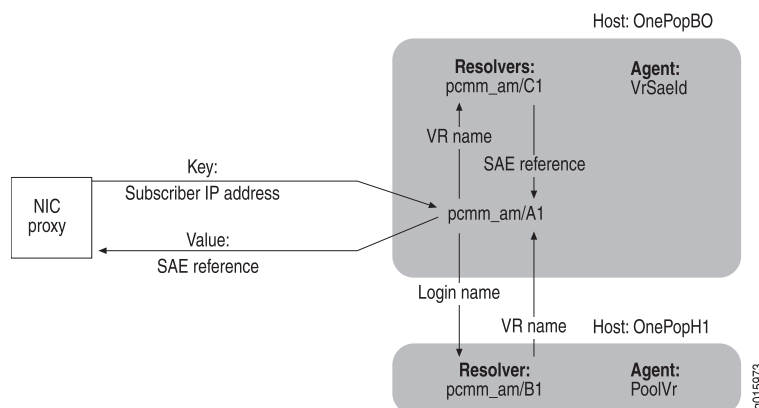 Host: OnePopBO
Resolvers:
pcmm_am/C1
Agent:
VrSaeId
VR name
SAE reference
Key:
Subscriber IP address
NIC
proxy
pcmm_am/A1
Value:
SAE reference
Login name
VR name
Host: OnePopH1
Resolver:
pcmm_am/B1
Agent:
PoolVr
g015973